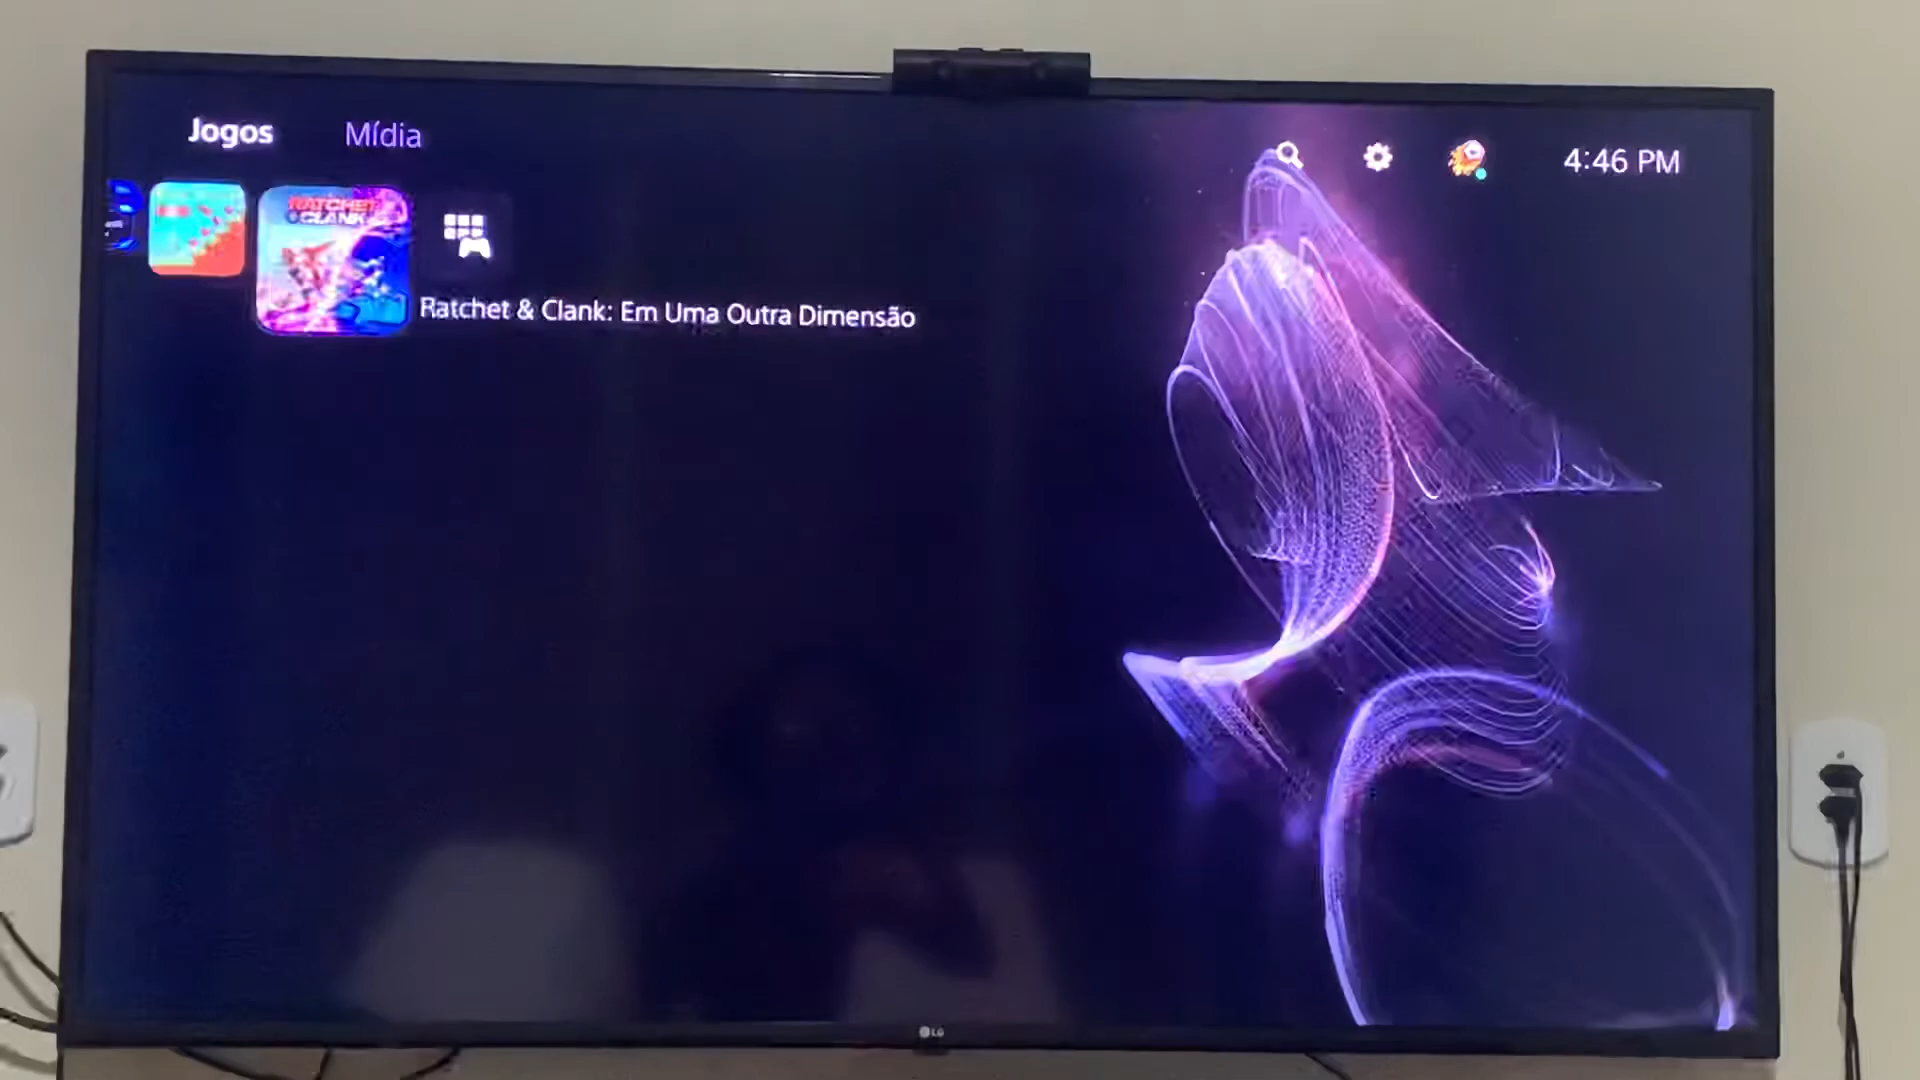 Jogos
Mídia
4:46 PM
RATCHET
& CLANK
Ratchet & Clank: Em Uma Outra Dimensão
LG